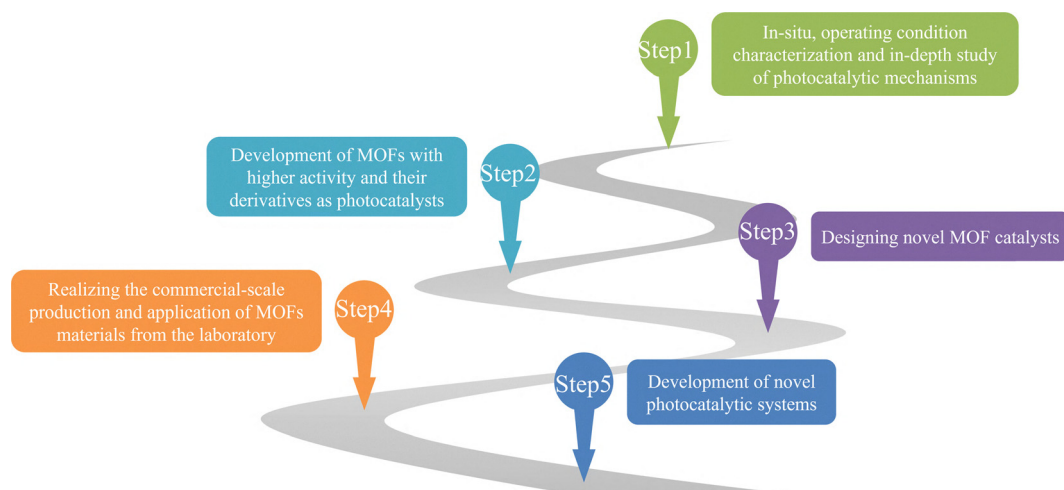 Step1
In-situ, operating condition
characterization and in-depth study
of photocatalytic mechanisms
Development of MOFs with
higher activity and their
derivatives as photocatalysts
Step2
Step3
Designing novel MOF catalysts
Realizing the commercial-scale
production and application of MOFs
materials from the laboratory
Step4
Step5
Development of novel
photocatalytic systems